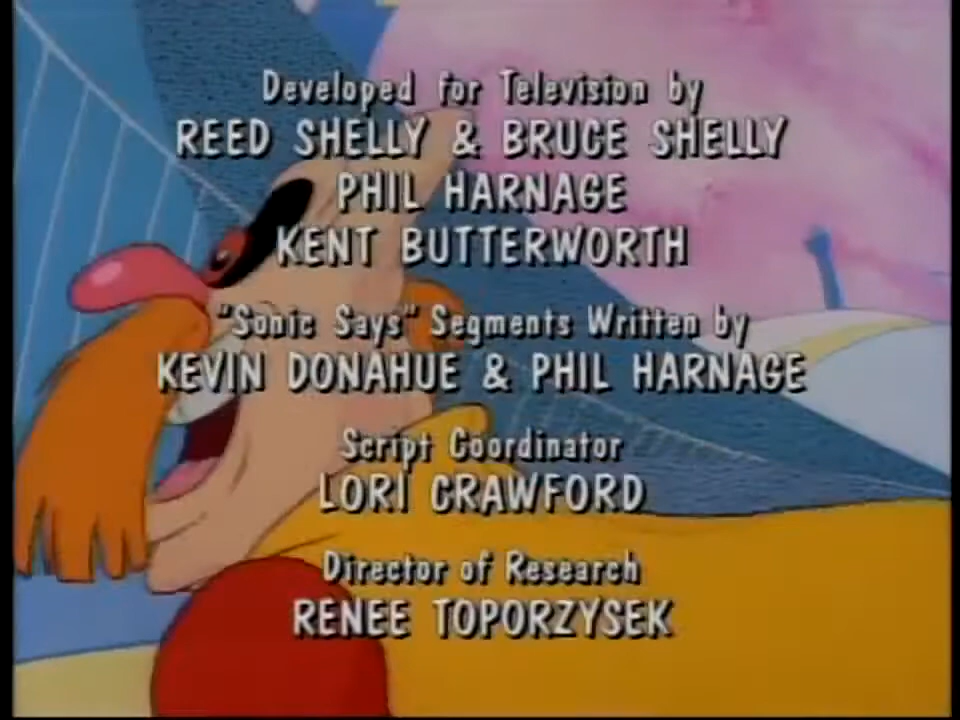 Developed for Television by
REED SHELLY & BRUCE SHELLY
PHIL HARNAGE
KENT BUTTERWORTH
"Sonic Says" Segments Written by
KEVIN DONAHUE & PHIL HARNAGE
Script Coordinator
LORI CRAWFORD
Director of Research
RENEE TOPORZYSEK